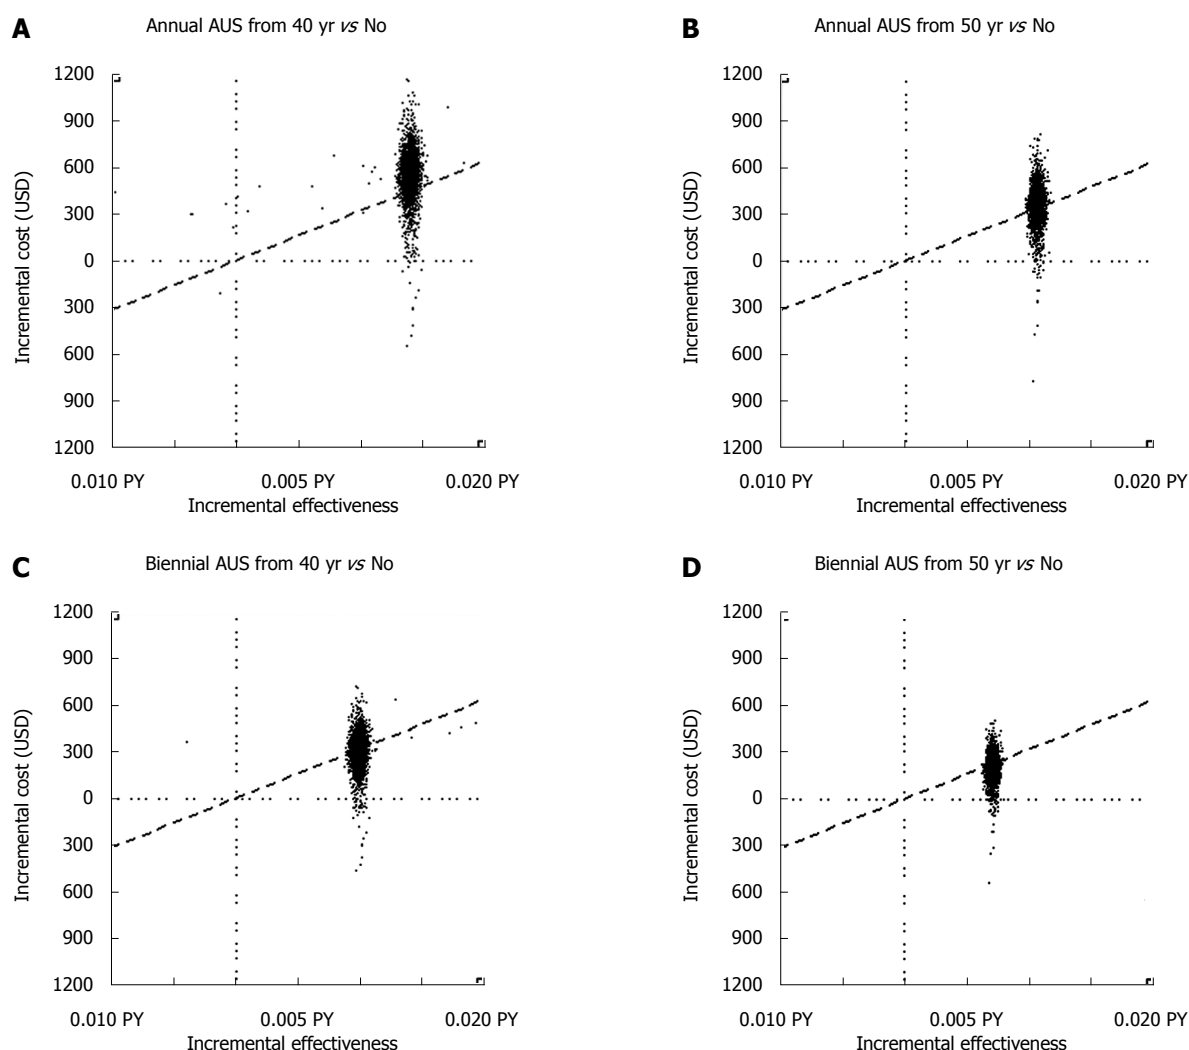 A
Annual AUS from 40 yr vs No
1200
900
600
300
0
300
600
900
1200
Incremental cost (USD)
0.010 PY 0.005 PY 0.020 PY
Incremental effectiveness
B
Annual AUS from 50 yr vs No
1200
900
600
300
0
300
600
900
1200
Incremental cost (USD)
0.010 PY 0.005 PY 0.020 PY
Incremental effectiveness
C
Biennial AUS from 40 yr vs No
1200
900
600
300
0
300
600
900
1200
Incremental cost (USD)
0.010 PY 0.005 PY 0.020 PY
Incremental effectiveness
D
Biennial AUS from 50 yr vs No
1200
900
600
300
0
300
600
900
1200
Incremental cost (USD)
0.010 PY 0.005 PY 0.020 PY
Incremental effectiveness